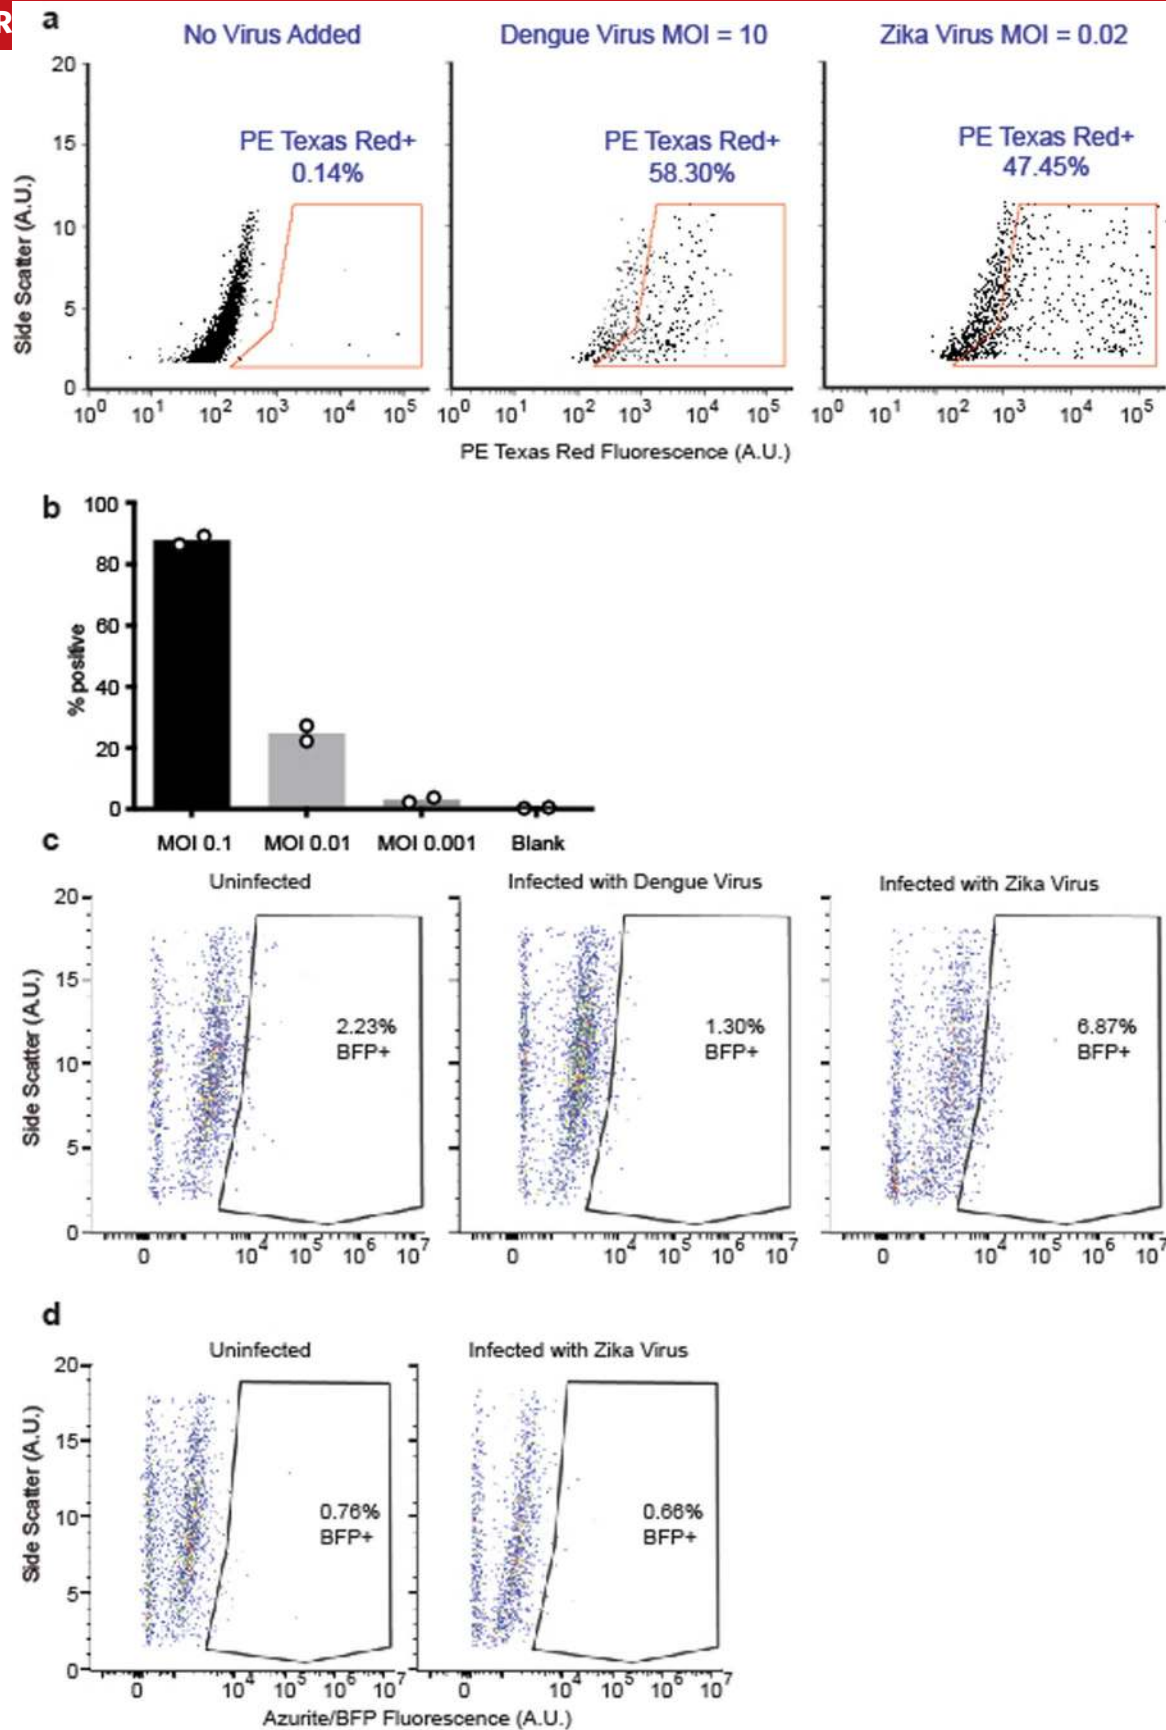 R
a
No Virus Added
Dengue Virus MOI = 10
Zika Virus MOI = 0.02
20
15
10
5
0
Side Scatter (A.U.)
PE Texas Red+
0.14%
PE Texas Red+
58.30%
PE Texas Red+
47.45%
10^0 10^1 10^2 10^3 10^4 10^5
10^0 10^1 10^2 10^3 10^4 10^5
10^0 10^1 10^2 10^3 10^4 10^5
PE Texas Red Fluorescence (A.U.)
b
100
80
60
40
20
0
% positive
MOI 0.1 MOI 0.01 MOI 0.001 Blank
c
Uninfected
Infected with Dengue Virus
Infected with Zika Virus
20
15
10
5
0
Side Scatter (A.U.)
2.23%
BFP+
1.30%
BFP+
6.87%
BFP+
0 10^4 10^5 10^6 10^7
0 10^4 10^5 10^6 10^7
0 10^4 10^5 10^6 10^7
d
Uninfected
Infected with Zika Virus
20
15
10
5
0
Side Scatter (A.U.)
0.76%
BFP+
0.66%
BFP+
0 10^4 10^5 10^6 10^7
0 10^4 10^5 10^6 10^7
Azurite/BFP Fluorescence (A.U.)